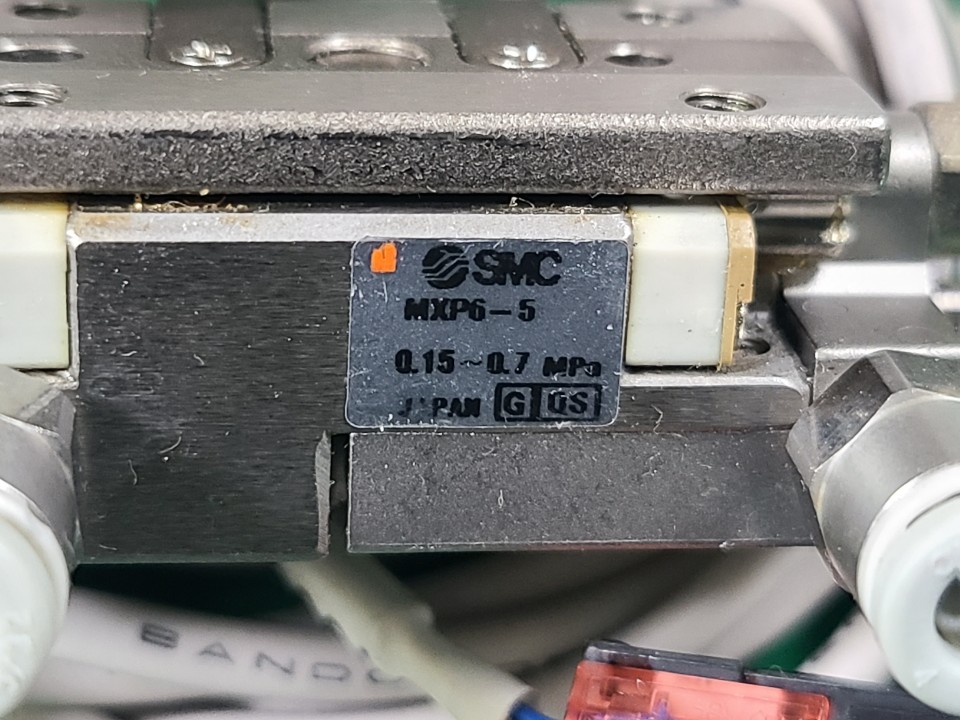 SMC
MXP6-5
0.15~0.7 MPa
JAPAN G QS
BANDO